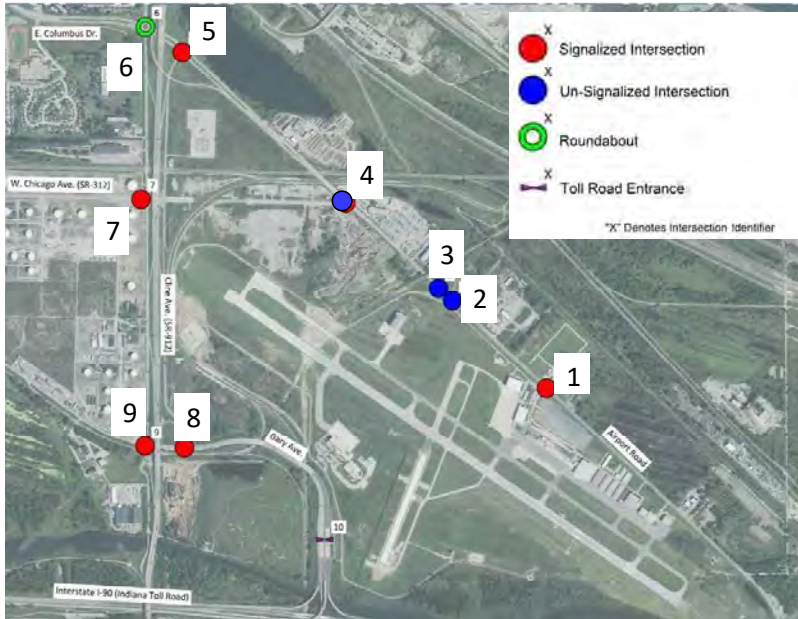 6
E. Columbus Dr.
5
6
X
Signalized Intersection
X
Un-Signalized Intersection
X
Roundabout
X
Toll Road Entrance
"X" Denotes Intersection Identifier
W. Chicago Ave. (SR-312)
7
7
4
Cline Ave. (SR-912)
3
2
1
Airport Road
9
9
8
Gary Ave.
10
Interstate I-90 (Indiana Toll Road)